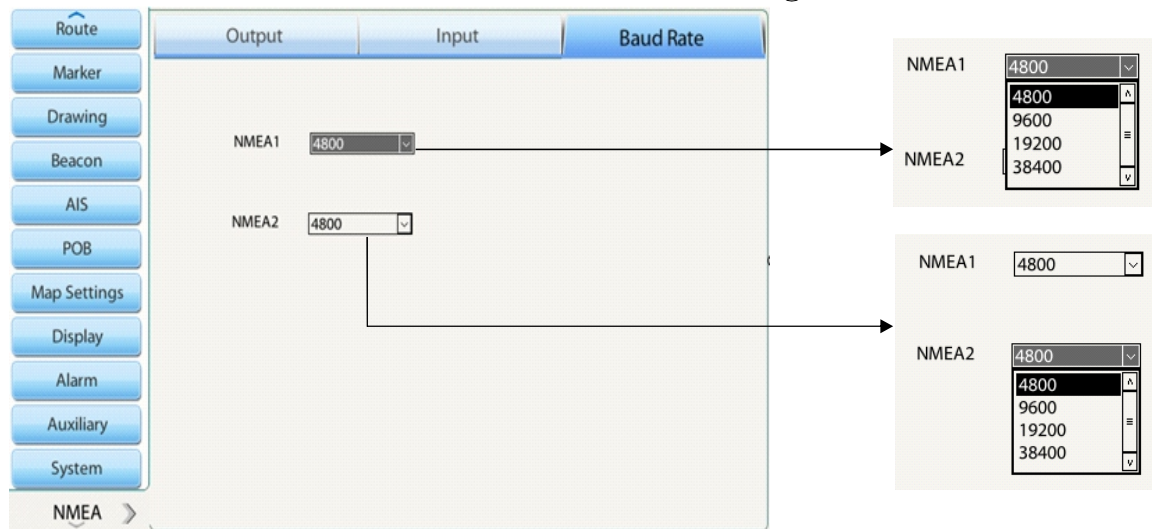 Route
Marker
Drawing
Beacon
AIS
POB
Map Settings
Display
Alarm
Auxiliary
System
NMEA
Output Input Baud Rate
NMEA1 4800
NMEA2 4800
NMEA1 4800
4800
9600
19200
38400
NMEA2
NMEA1 4800
NMEA2 4800
4800
9600
19200
38400